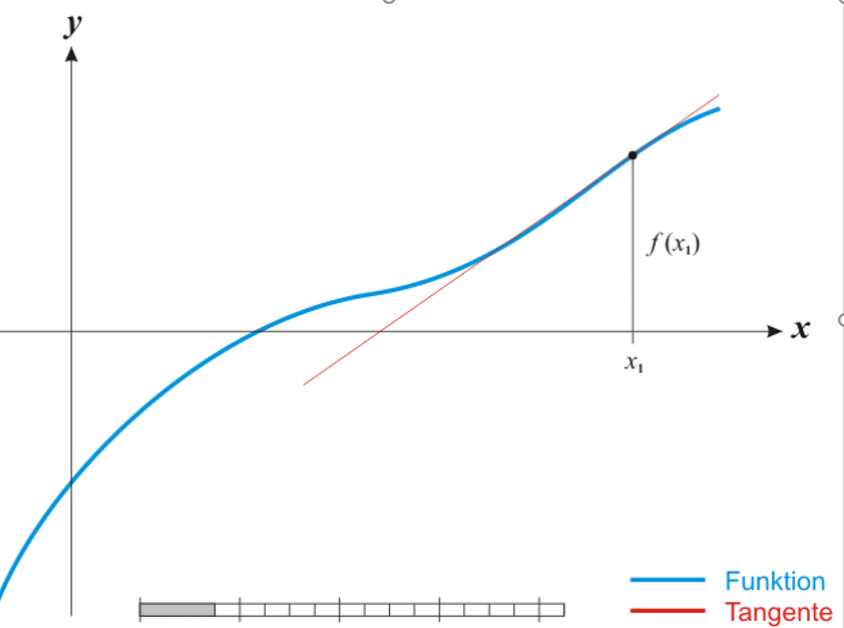 y
f(x₁)
x
x₁
Funktion
Tangente